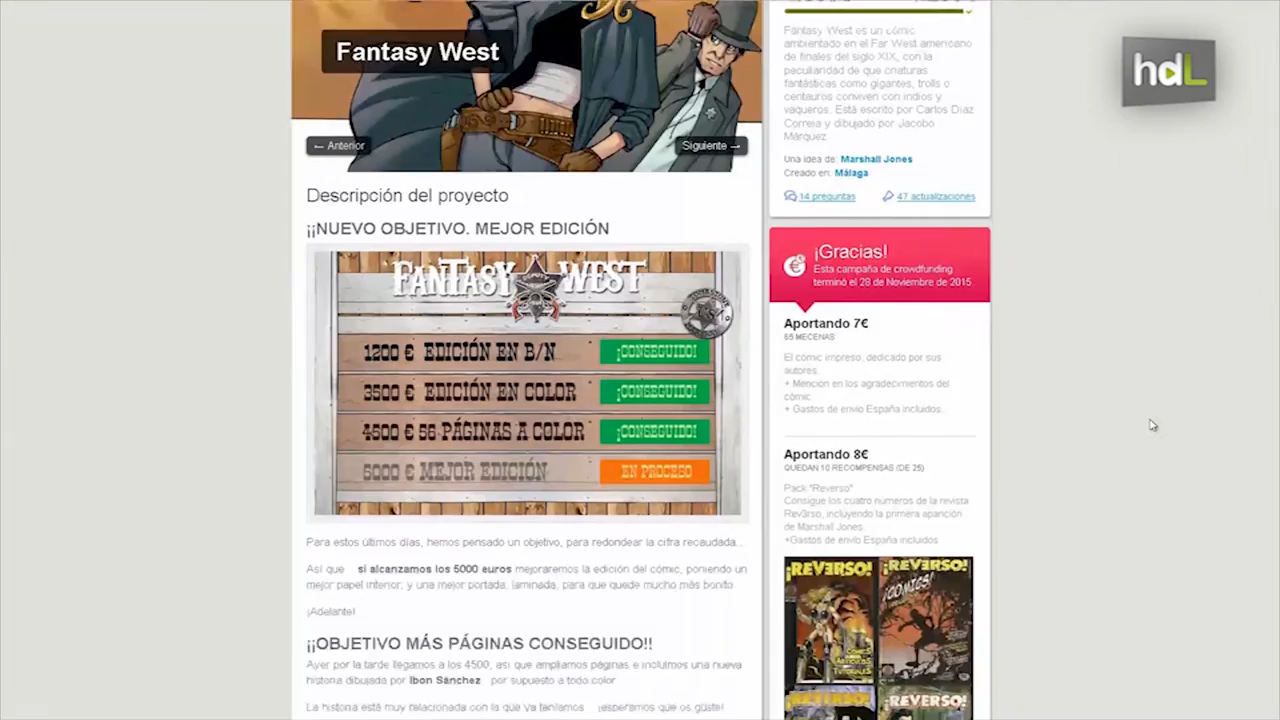 Fantasy West
← Anterior
Siguiente →
Descripción del proyecto
¡¡NUEVO OBJETIVO. MEJOR EDICIÓN
FANTASY WEST
DEPUTY
1200 € EDICIÓN EN B/N ¡CONSEGUIDO!
3500 € EDICIÓN EN COLOR ¡CONSEGUIDO!
4500 € 56 PÁGINAS A COLOR ¡CONSEGUIDO!
5000 € MEJOR EDICIÓN EN PROCESO
Para estos últimos días, hemos pensado un objetivo, para redondear la cifra recaudada..
Así que si alcanzamos los 5000 euros mejoraremos la edición del cómic, poniendo un
mejor papel interior, y una mejor portada, laminada, para que quede mucho más bonito
¡Adelante!
¡¡OBJETIVO MÁS PÁGINAS CONSEGUIDO!!
Ayer por la tarde llegamos a los 4500, asi que ampliamos páginas e incluimos una nueva
historia dibujada por Ibon Sánchez por supuesto a todo color
La historia está muy relacionada con la que ya teníamos ¡esperamos que os guste!
Fantasy West es un cómic
ambientado en el Far West americano
de finales del siglo XIX, con la
peculiaridad de que criaturas
fantásticas como gigantes, trolls o
centauros conviven con indios y
vaqueros. Está escrito por Carlos Díaz
Correia y dibujado por Jacobo
Márquez
Una idea de: Marshall Jones
Creado en: Málaga
14 preguntas
47 actualizaciones
¡Gracias!
Esta campaña de crowdfunding
terminó el 28 de Noviembre de 2015
Aportando 7€
65 MECENAS
El cómic impreso, dedicado por sus
autores.
+ Mencion en los agradecimientos del
cómic
+ Gastos de envio España incluidos.
Aportando 8€
QUEDAN 10 RECOMPENSAS (DE 25)
Pack "Reverso"
Consigue los cuatro números de la revista
Rev3rso, incluyendo la primera aparición
de Marshall Jones.
+Gastos de envío España incluidos
¡REV3RSO!
¡REV3RSO!
¡CÓMICS!
hdL